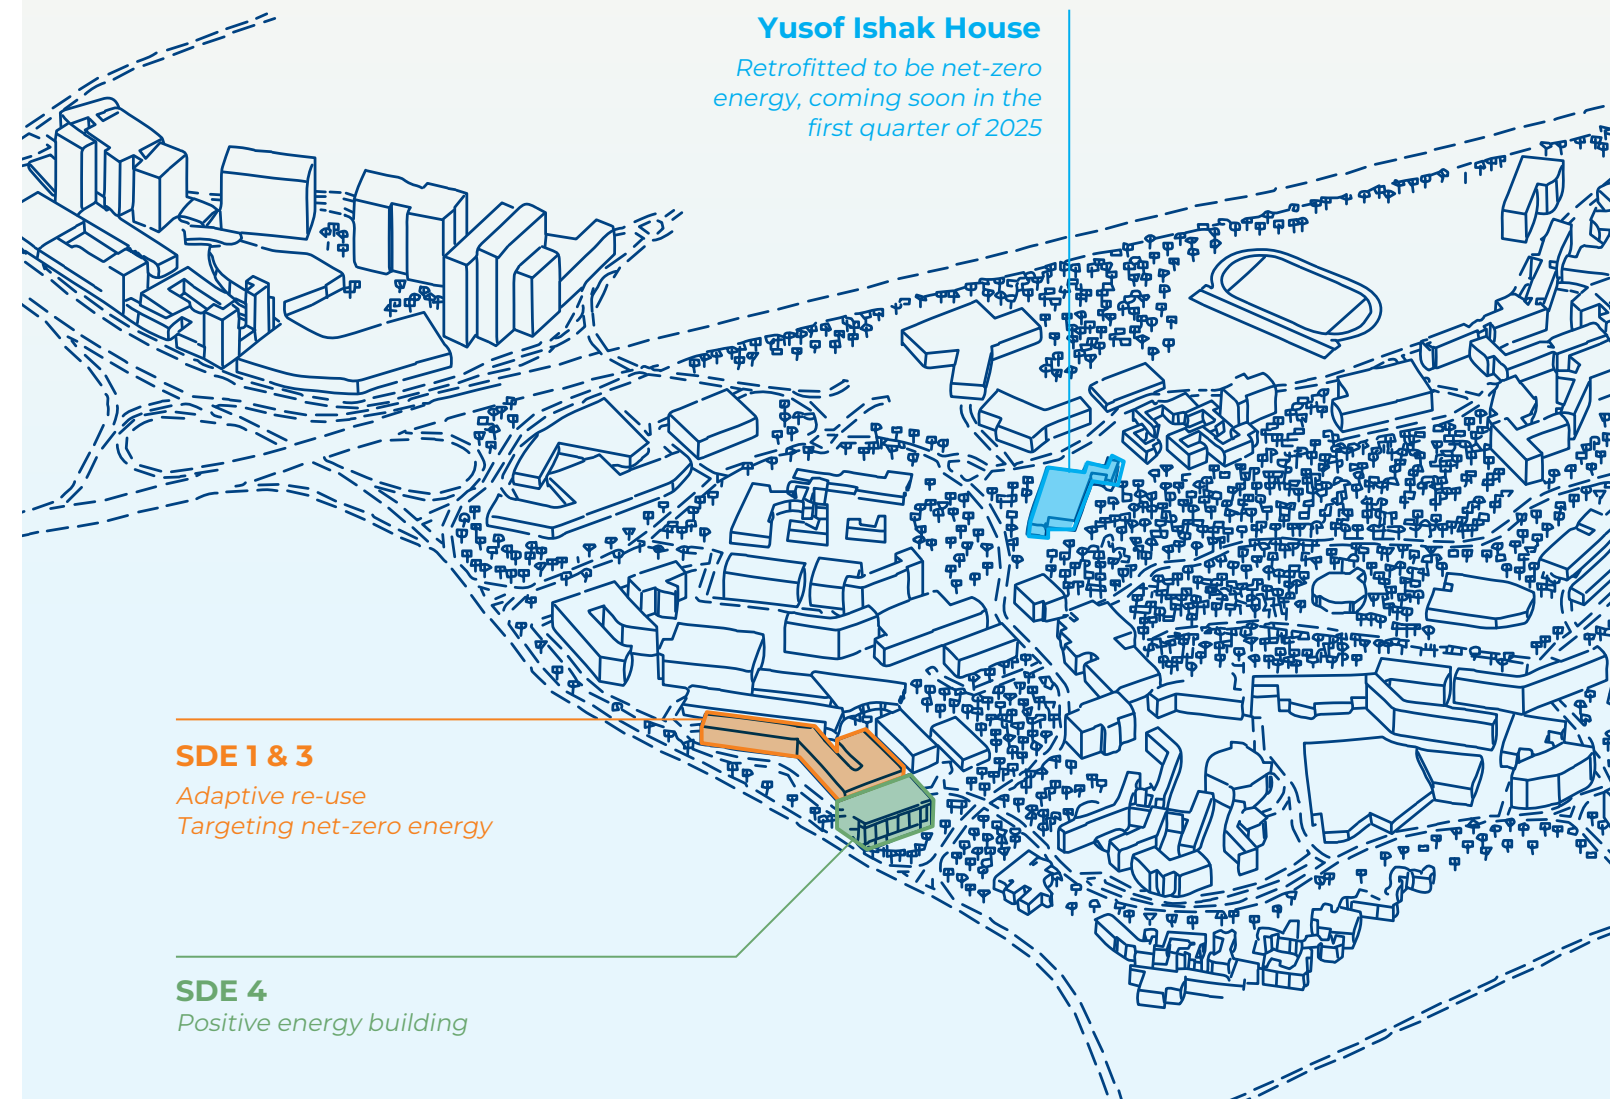 Yusof Ishak House
Retrofitted to be net-zero
energy, coming soon in the
first quarter of 2025
SDE 1 & 3
Adaptive re-use
Targeting net-zero energy
SDE 4
Positive energy building